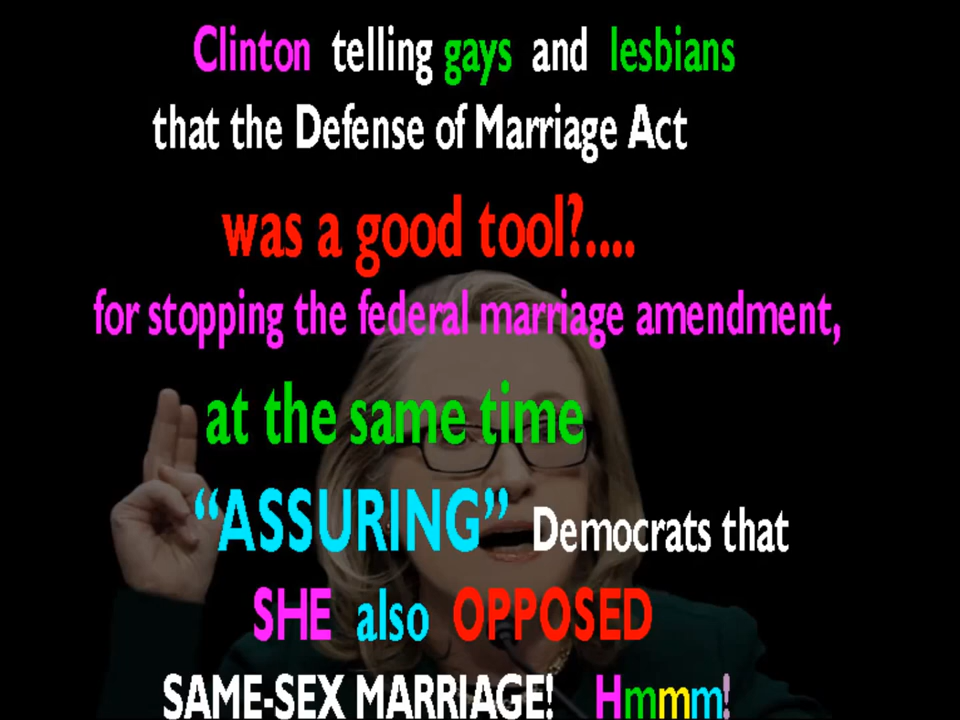 Clinton telling gays and lesbians
that the Defense of Marriage Act
was a good tool?....
for stopping the federal marriage amendment,
at the same time
“ASSURING” Democrats that
SHE also OPPOSED
SAME-SEX MARRIAGE! Hmmm!